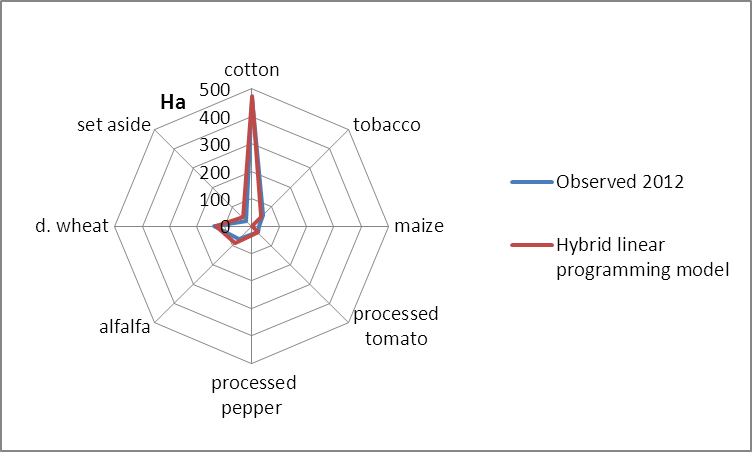 cotton
500
Ha
400
set aside
tobacco
300
200
100
d. wheat
0
maize
alfalfa
processed
tomato
processed
pepper
Observed 2012
Hybrid linear
programming model